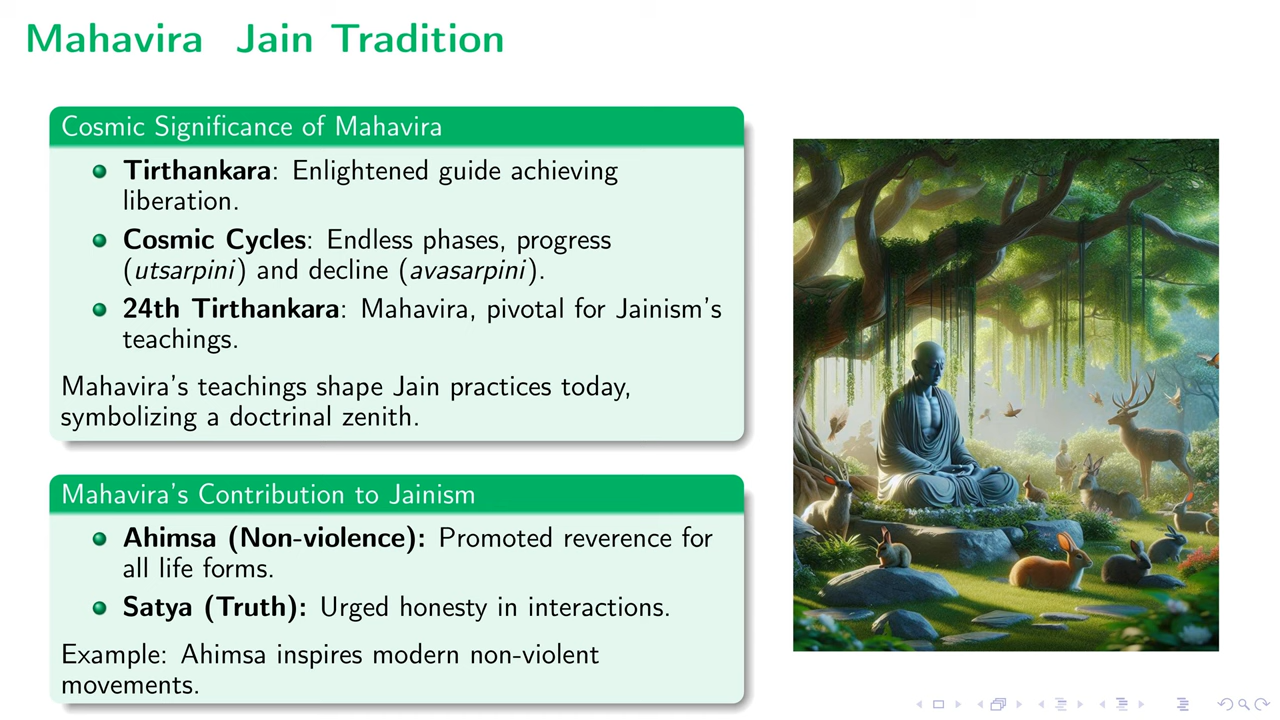 Mahavira Jain Tradition
Cosmic Significance of Mahavira
Tirthankara: Enlightened guide achieving
liberation.
Cosmic Cycles: Endless phases, progress
(utsarpini) and decline (avasarpini).
24th Tirthankara: Mahavira, pivotal for Jainism's
teachings.
Mahavira's teachings shape Jain practices today,
symbolizing a doctrinal zenith.
Mahavira's Contribution to Jainism
Ahimsa (Non-violence): Promoted reverence for
all life forms.
Satya (Truth): Urged honesty in interactions.
Example: Ahimsa inspires modern non-violent
movements.